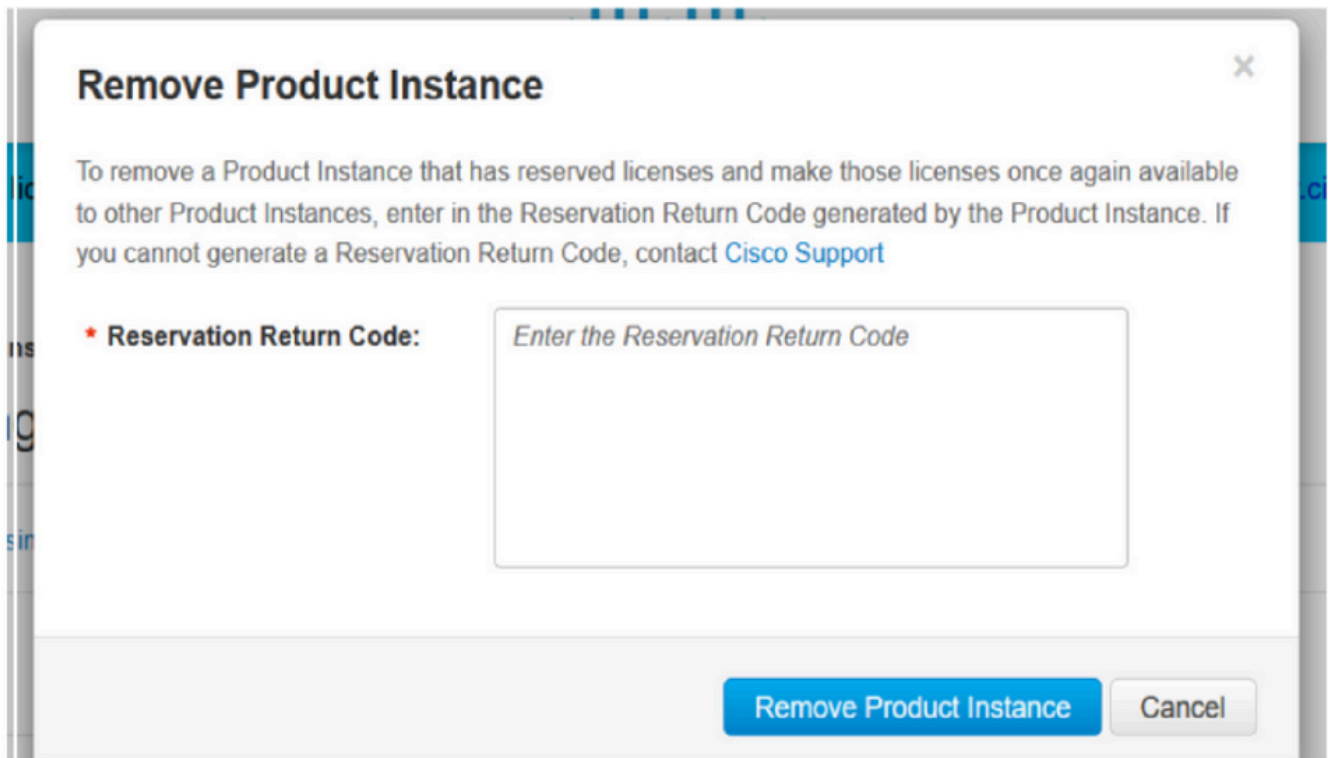 Remove Product Instance
×
To remove a Product Instance that has reserved licenses and make those licenses once again available
to other Product Instances, enter in the Reservation Return Code generated by the Product Instance. If
you cannot generate a Reservation Return Code, contact Cisco Support
* Reservation Return Code:
Enter the Reservation Return Code
Remove Product Instance
Cancel